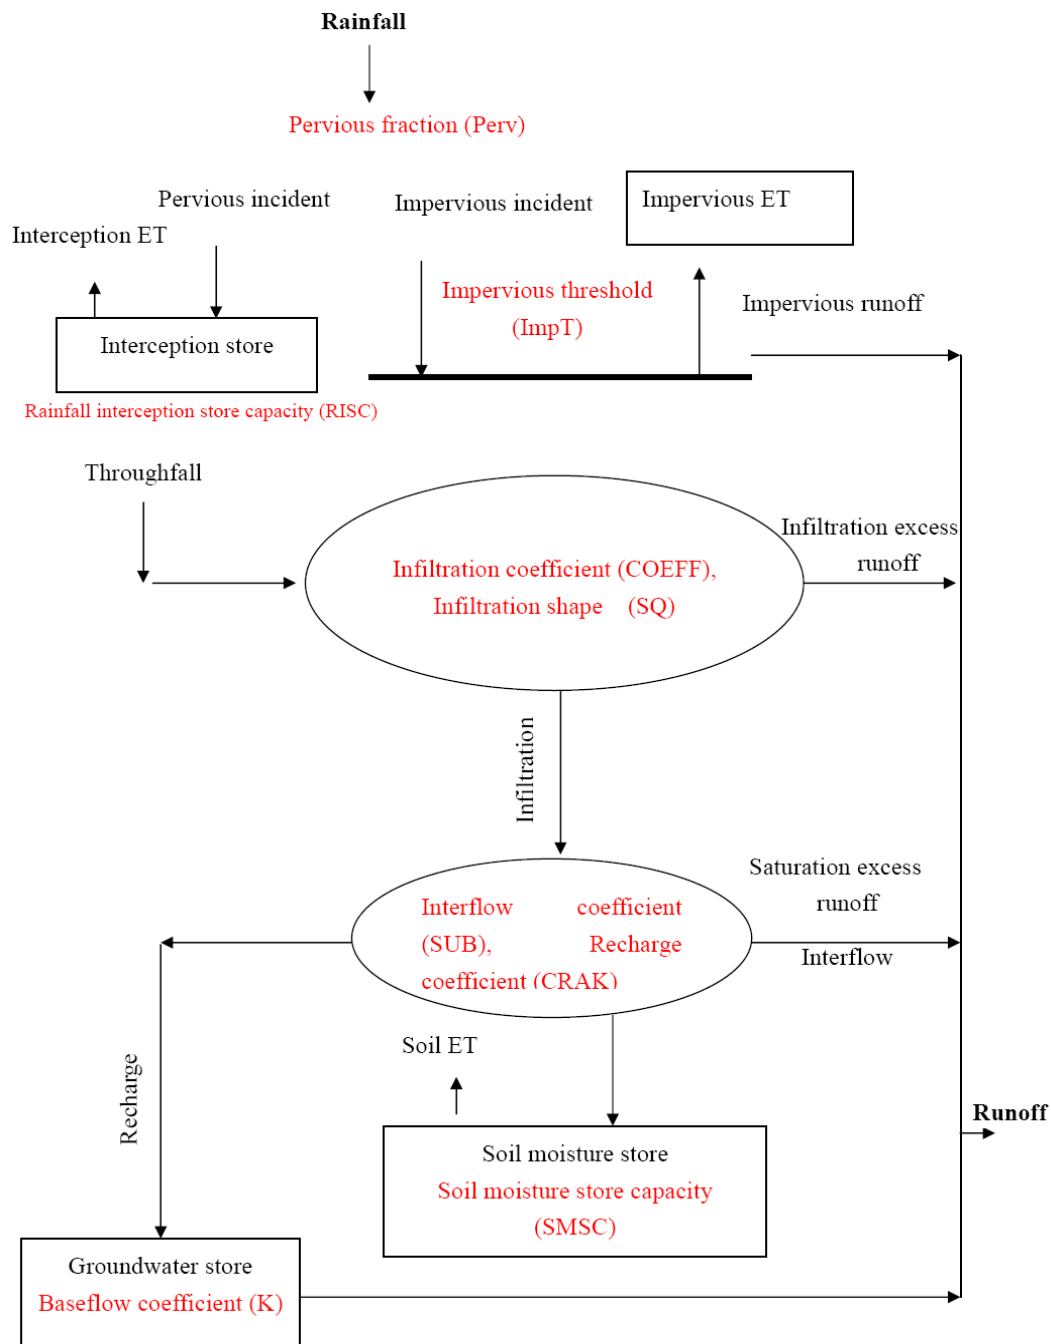 Rainfall
Pervious fraction (Perv)
Pervious incident
Impervious incident
Impervious ET
Interception ET
Impervious threshold
(ImpT)
Impervious runoff
Interception store
Rainfall interception store capacity (RISC)
Throughfall
Infiltration excess
runoff
Infiltration coefficient (COEFF),
Infiltration shape (SQ)
Infiltration
Saturation excess
runoff
Interflow
Interflow coefficient
(SUB), Recharge
coefficient (CRAK)
Soil ET
Recharge
Runoff
Soil moisture store
Soil moisture store capacity
(SMSC)
Groundwater store
Baseflow coefficient (K)